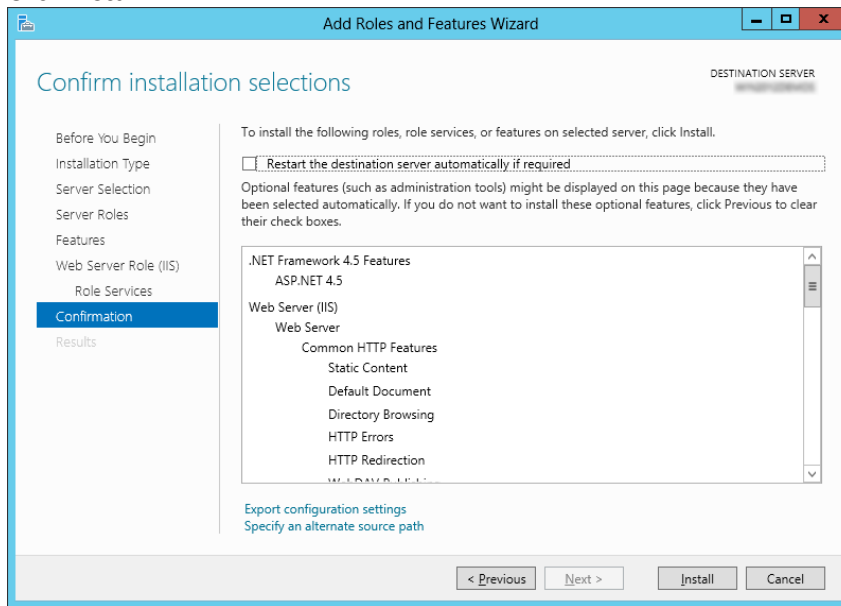 Add Roles and Features Wizard
Confirm installation selections
DESTINATION SERVER
Before You Begin
Installation Type
Server Selection
Server Roles
Features
Web Server Role (IIS)
Role Services
Confirmation
Results
To install the following roles, role services, or features on selected server, click Install.
Restart the destination server automatically if required
Optional features (such as administration tools) might be displayed on this page because they have
been selected automatically. If you do not want to install these optional features, click Previous to clear
their check boxes.
.NET Framework 4.5 Features
ASP.NET 4.5
Web Server (IIS)
Web Server
Common HTTP Features
Static Content
Default Document
Directory Browsing
HTTP Errors
HTTP Redirection
Export configuration settings
Specify an alternate source path
< Previous
Next >
Install
Cancel